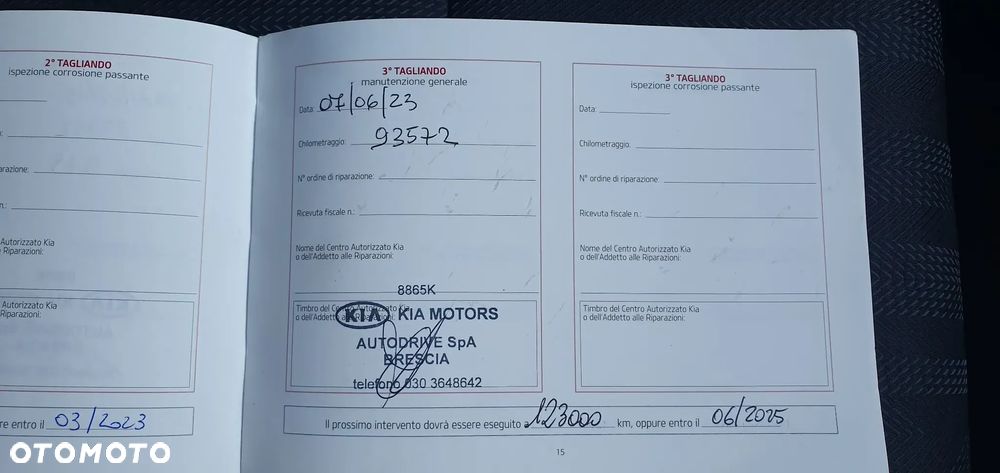 2° TAGLIANDO
ispezione corrosione passante
Autorizzato Kia
Riparazioni:
Autorizzato Kia
Riparazioni:
entro il 03/2023
3° TAGLIANDO
manutenzione generale
Data: 07/06/23
Chilometraggio: 93572
N° ordine di riparazione:
Ricevuta fiscale n.:
Nome del Centro Autorizzato Kia
o dell'Addetto alle Riparazioni:
8865K
Timbro del Centro Autorizzato Kia
o dell'Addetto alle Riparazioni:
KIA KIA MOTORS
AUTODRIVE SpA
BRESCIA
telefono 030 3648642
3° TAGLIANDO
ispezione corrosione passante
Data:
Chilometraggio:
N° ordine di riparazione:
Ricevuta fiscale n.:
Nome del Centro Autorizzato Kia
o dell'Addetto alle Riparazioni:
Timbro del Centro Autorizzato Kia
o dell'Addetto alle Riparazioni:
Il prossimo intervento dovrà essere eseguito a 123000 km, oppure entro il 06/2025
15
OTOMOTO